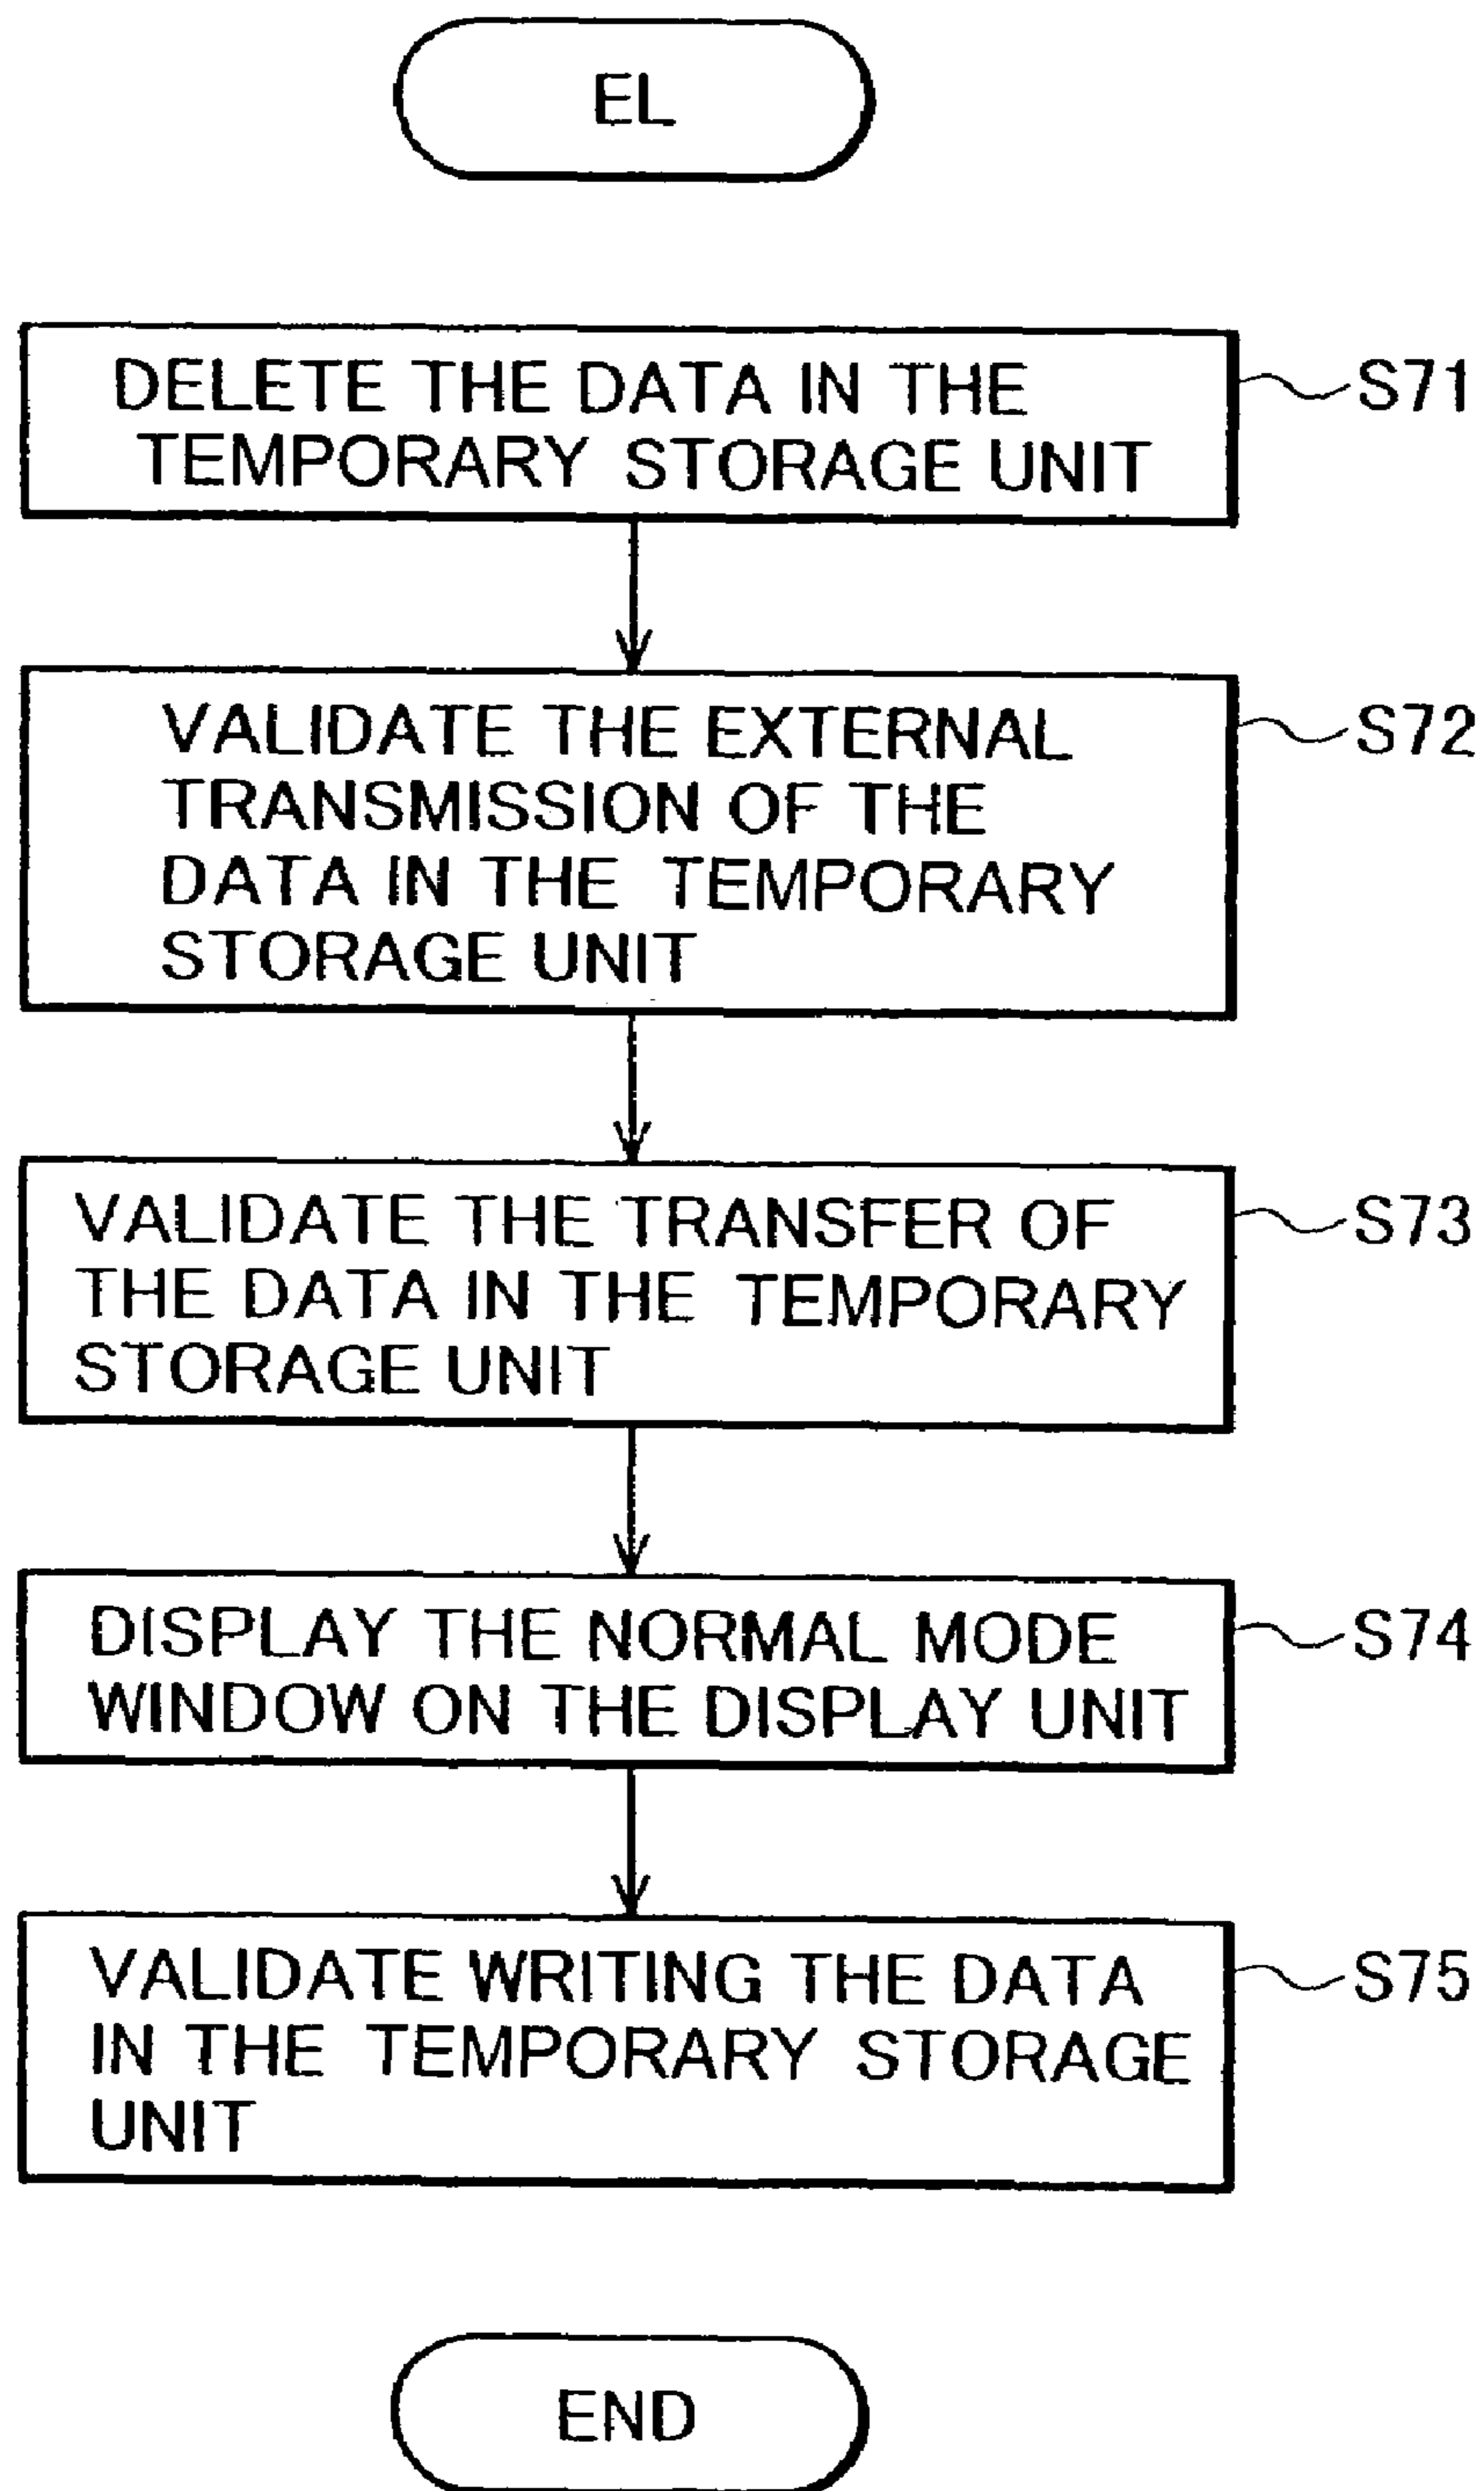 EL
DELETE THE DATA IN THE
TEMPORARY STORAGE UNIT
S71
VALIDATE THE EXTERNAL
TRANSMISSION OF THE
DATA IN THE TEMPORARY
STORAGE UNIT
S72
VALIDATE THE TRANSFER OF
THE DATA IN THE TEMPORARY
STORAGE UNIT
S73
DISPLAY THE NORMAL MODE
WINDOW ON THE DISPLAY UNIT
S74
VALIDATE WRITING THE DATA
IN THE TEMPORARY STORAGE
UNIT
S75
END